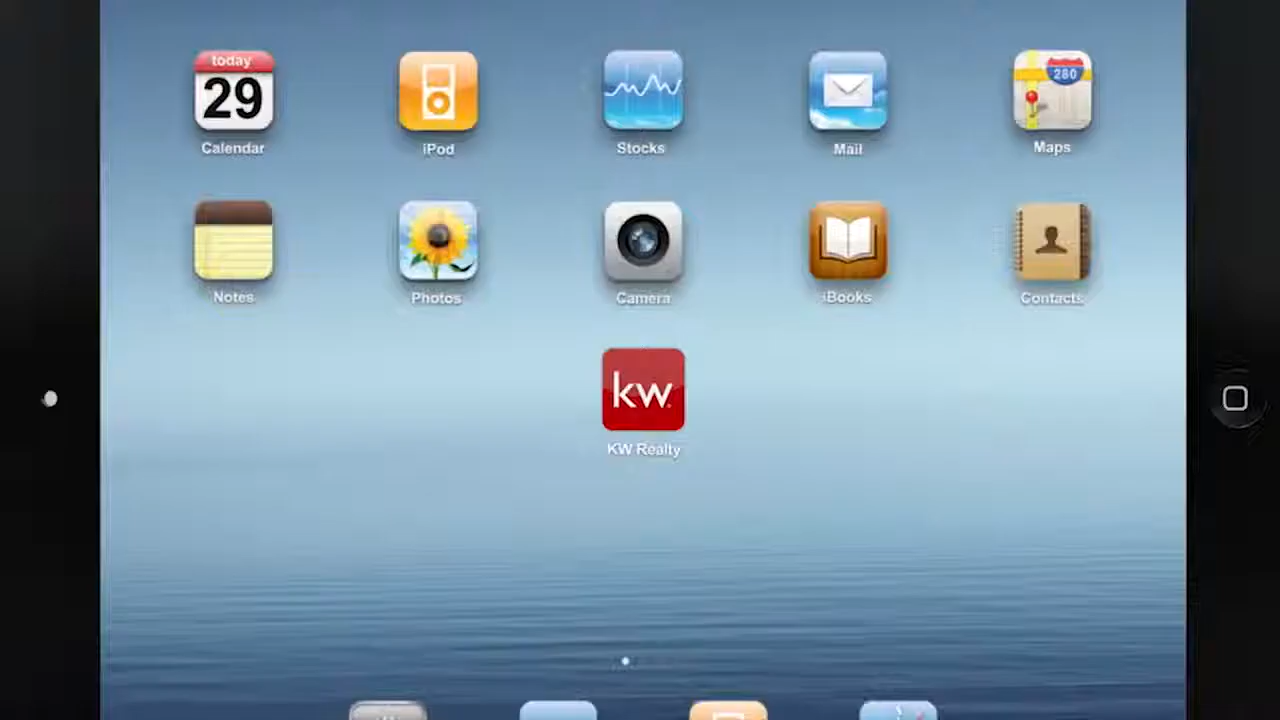 today
29
280
Calendar
iPod
Stocks
Mail
Maps
Notes
Photos
Camera
iBooks
Contacts
kw.
KW Realty